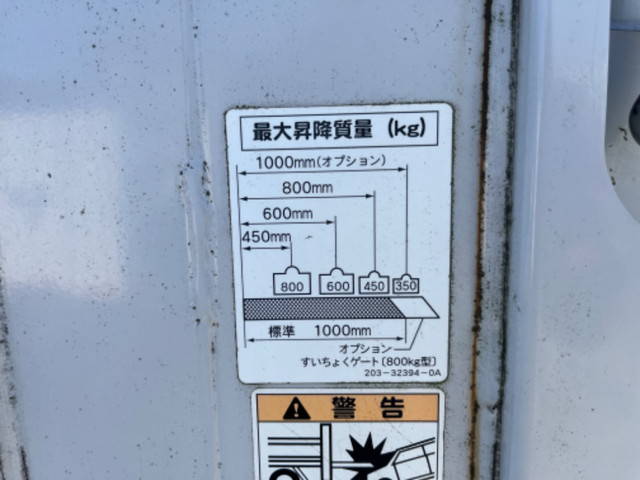 最大昇降質量 (kg)
1000mm(オプション)
800mm
600mm
450mm
800 600 450 350
標準 1000mm
オプション
すいちょくゲート〔800kg型〕
203-32394-0A
警告